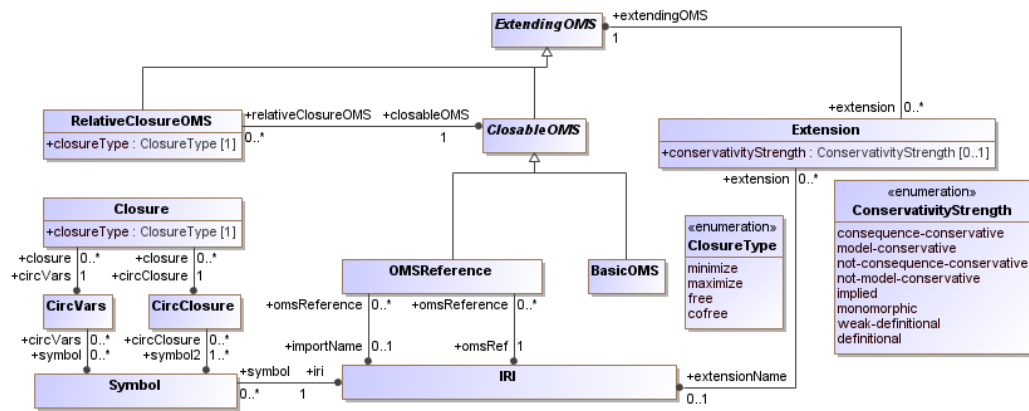 ExtendingOMS
+extendingOMS
1
RelativeClosureOMS
+closureType : ClosureType [1]
+relativeClosureOMS
0..*
+closableOMS
1
ClosableOMS
+extension
0..*
Extension
+conservativityStrength : ConservativityStrength [0..1]
+extension
0..*
Closure
+closureType : ClosureType [1]
+closure
0..*
+circVars
1
+closure
0..*
+circClosure
1
CircVars
CircClosure
+circVars
0..*
+symbol
0..*
+circClosure
0..*
+symbol2
1..*
Symbol
+symbol
0..*
+iri
1
OMSReference
+omsReference
0..*
+importName
0..1
+omsReference
0..*
+omsRef
1
BasicOMS
IRI
+extensionName
0..1
«enumeration»
ClosureType
minimize
maximize
free
cofree
«enumeration»
ConservativityStrength
consequence-conservative
model-conservative
not-consequence-conservative
not-model-conservative
implied
monomorphic
weak-definitional
definitional